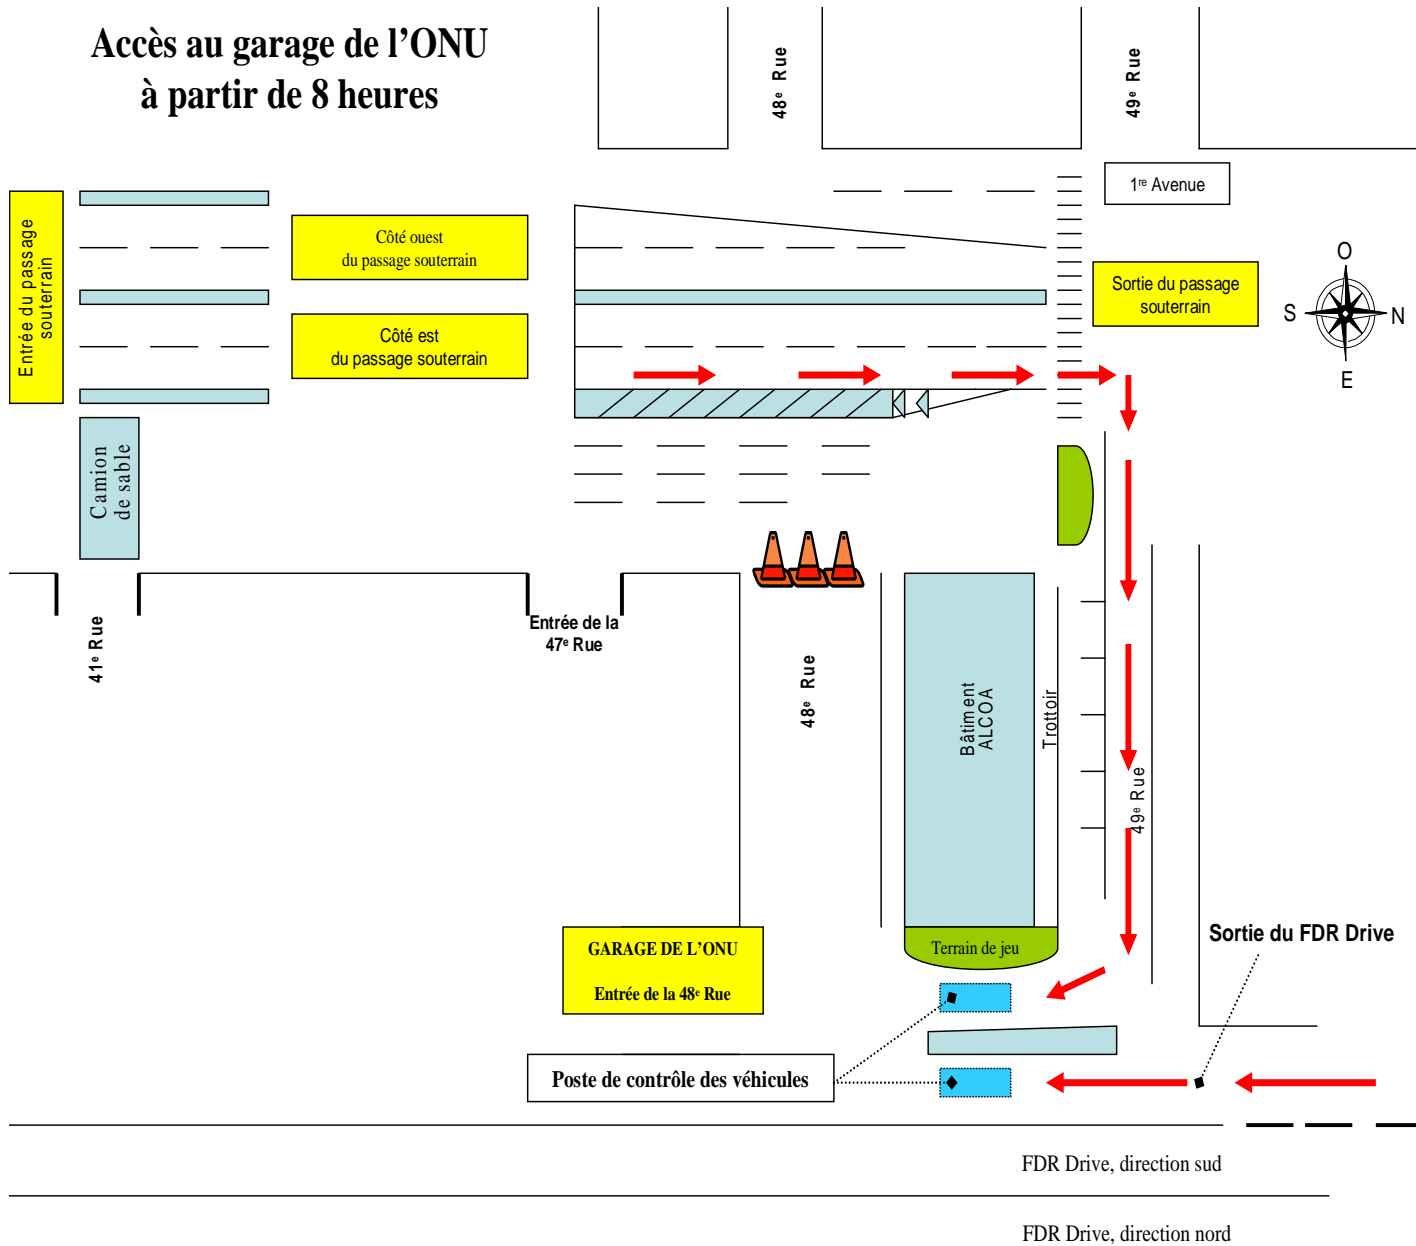 Accès au garage de l’ONU
à partir de 8 heures
48e Rue
49e Rue
1re Avenue
Entrée du passage
souterrain
Côté ouest
du passage souterrain
Côté est
du passage souterrain
Sortie du passage
souterrain
O
S
N
E
Camion
de sable
41e Rue
Entrée de la
47e Rue
48e Rue
Bâtiment
ALCOA
Trottoir
49e Rue
GARAGE DE L’ONU
Entrée de la 48e Rue
Terrain de jeu
Sortie du FDR Drive
Poste de contrôle des véhicules
FDR Drive, direction sud
FDR Drive, direction nord